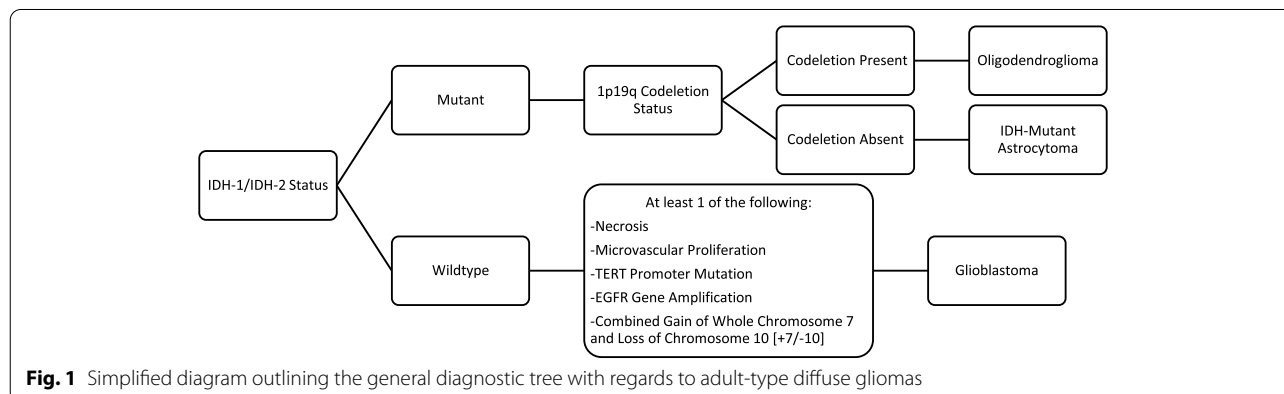 Codeletion Present
Oligodendroglioma
Mutant
1p19q Codeletion
Status
Codeletion Absent
IDH-Mutant
Astrocytoma
IDH-1/IDH-2 Status
Wildtype
At least 1 of the following:
-Necrosis
-Microvascular Proliferation
-TERT Promoter Mutation
-EGFR Gene Amplification
-Combined Gain of Whole Chromosome 7
and Loss of Chromosome 10 [+7/-10]
Glioblastoma
Fig. 1 Simplified diagram outlining the general diagnostic tree with regards to adult-type diffuse gliomas